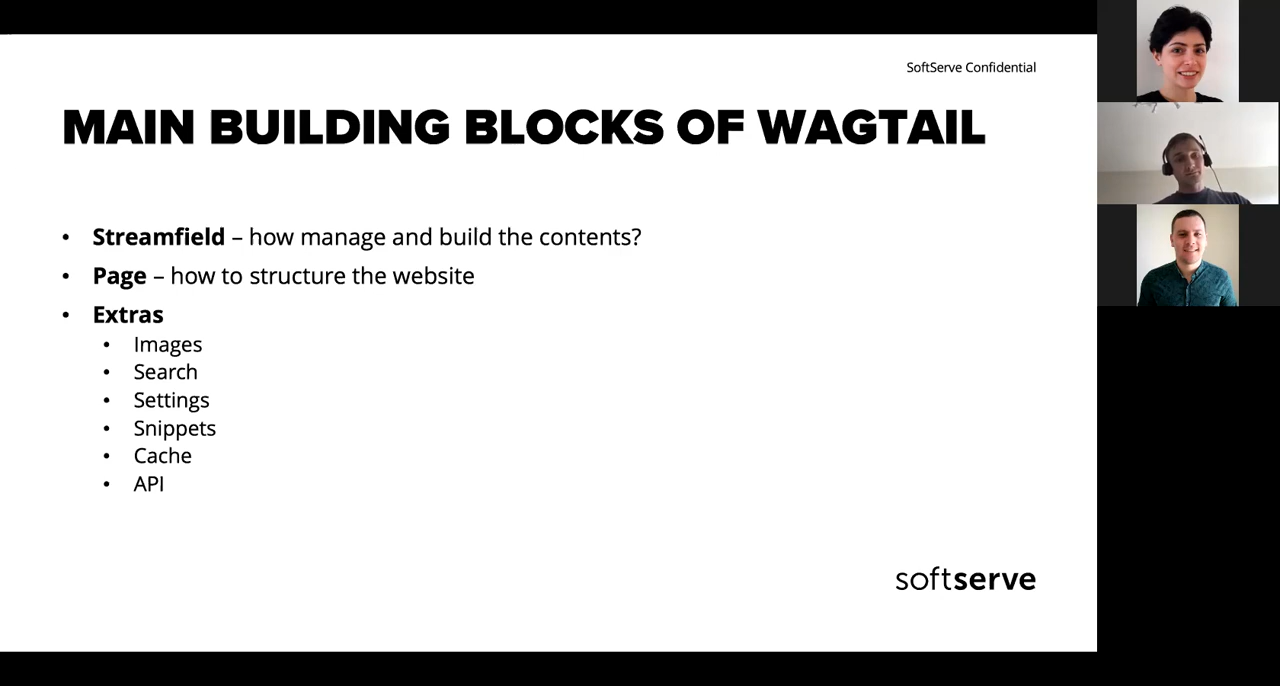 SoftServe Confidential
MAIN BUILDING BLOCKS OF WAGTAIL
• Streamfield – how manage and build the contents?
• Page – how to structure the website
• Extras
• Images
• Search
• Settings
• Snippets
• Cache
• API
softserve